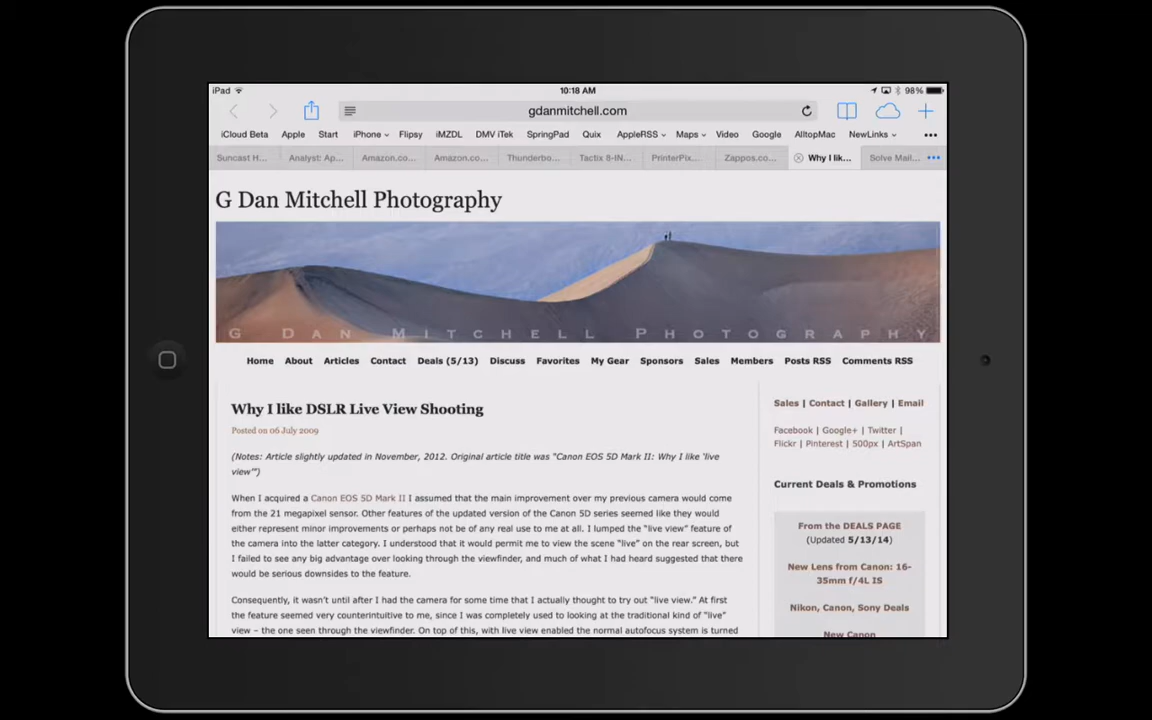 iPad 10:18 AM 98%
gdanmitchell.com
iCloud Beta Apple Start iPhone Flipsy iMZDL DMV iTek SpringPad Quix AppleRSS Maps Video Google AlltopMac NewLinks •••
Suncast H... Analyst: Ap... Amazon.co... Amazon.co... Thunderbo... Tactix 8-IN... PrinterPix... Zappos.co... Why I lik... Solve Mail... •••
G Dan Mitchell Photography
G DAN MITCHELL PHOTOGRAPHY
Home About Articles Contact Deals (5/13) Discuss Favorites My Gear Sponsors Sales Members Posts RSS Comments RSS
Why I like DSLR Live View Shooting
Posted on 06 July 2009
(Notes: Article slightly updated in November, 2012. Original article title was "Canon EOS 5D Mark II: Why I like 'live
view'")
When I acquired a Canon EOS 5D Mark II I assumed that the main improvement over my previous camera would come
from the 21 megapixel sensor. Other features of the updated version of the Canon 5D series seemed like they would
either represent minor improvements or perhaps not be of any real use to me at all. I lumped the "live view" feature of
the camera into the latter category. I understood that it would permit me to view the scene "live" on the rear screen, but
I failed to see any big advantage over looking through the viewfinder, and much of what I had heard suggested that there
would be serious downsides to the feature.
Consequently, it wasn't until after I had the camera for some time that I actually thought to try out "live view." At first
the feature seemed very counterintuitive to me, since I was completely used to looking at the traditional kind of "live"
view – the one seen through the viewfinder. On top of this, with live view enabled the normal autofocus system is turned
Sales | Contact | Gallery | Email
Facebook | Google+ | Twitter |
Flickr | Pinterest | 500px | ArtSpan
Current Deals & Promotions
From the DEALS PAGE
(Updated 5/13/14)
New Lens from Canon: 16-
35mm f/4L IS
Nikon, Canon, Sony Deals
New Canon